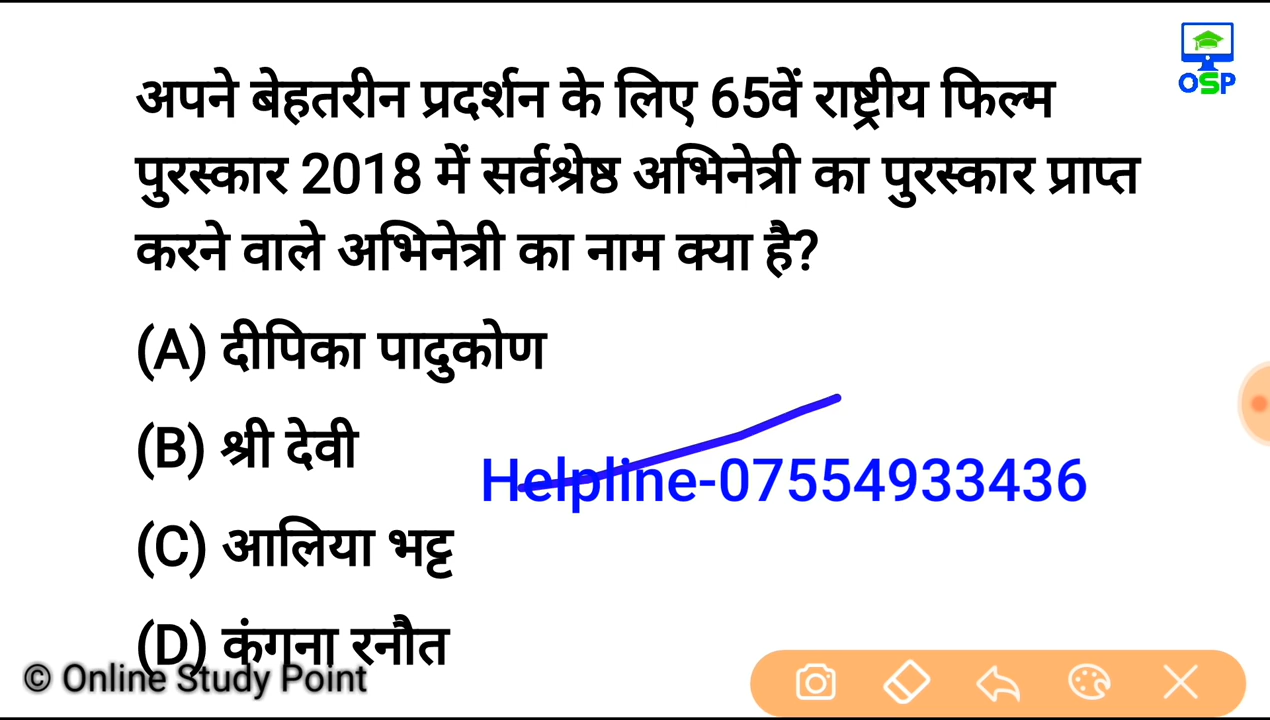 OSP
अपने बेहतरीन प्रदर्शन के लिए 65वें राष्ट्रीय फिल्म
पुरस्कार 2018 में सर्वश्रेष्ठ अभिनेत्री का पुरस्कार प्राप्त
करने वाले अभिनेत्री का नाम क्या है?
(A) दीपिका पादुकोण
(B) श्री देवी
Helpline-07554933436
(C) आलिया भट्ट
(D) कंगना रनौत
© Online Study Point